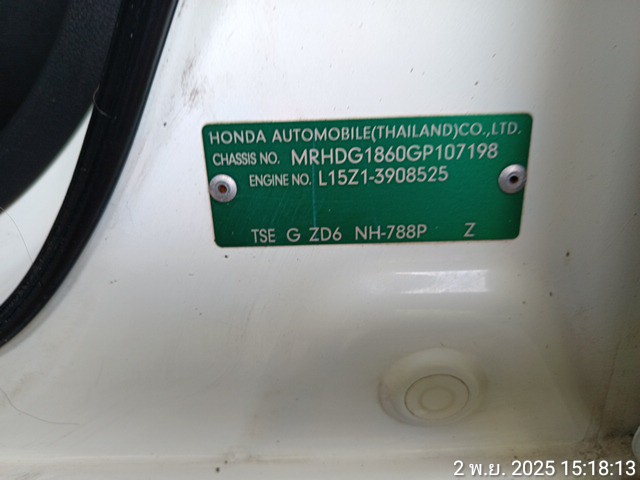 HONDA AUTOMOBILE(THAILAND)CO.,LTD.
CHASSIS NO. MRHDG1860GP107198
ENGINE NO. L15Z1-3908525
TSE G ZD6 NH-788P Z
2 พ.ย. 2025 15:18:13